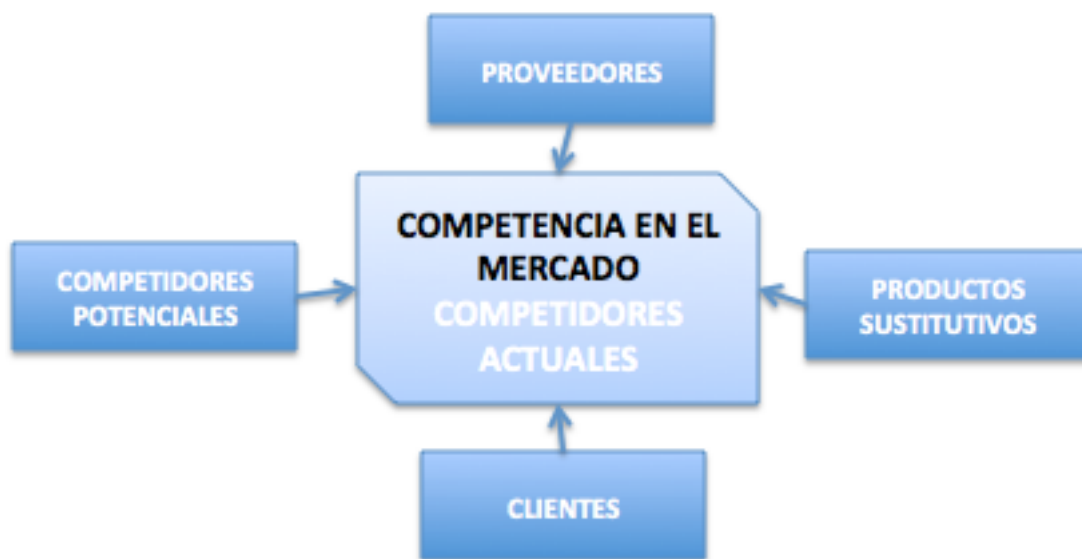 PROVEEDORES
COMPETENCIA EN EL
MERCADO
COMPETIDORES
ACTUALES
COMPETIDORES
POTENCIALES
PRODUCTOS
SUSTITUTIVOS
CLIENTES